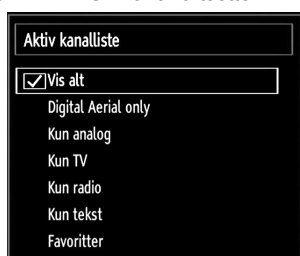 Aktiv kanalliste
Vis alt
Digital Aerial only
Kun analog
Kun TV
Kun radio
Kun tekst
Favoritter